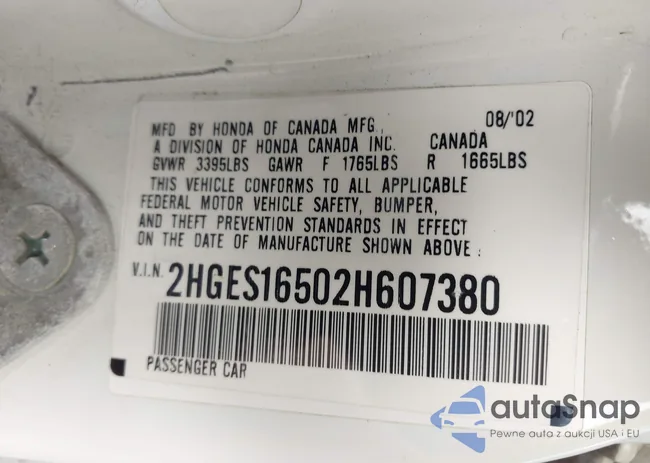 MFD BY HONDA OF CANADA MFG., 08/'02
A DIVISION OF HONDA CANADA INC. CANADA
GVWR 3395LBS GAWR F 1765LBS R 1665LBS
THIS VEHICLE CONFORMS TO ALL APPLICABLE
FEDERAL MOTOR VEHICLE SAFETY, BUMPER,
AND THEFT PREVENTION STANDARDS IN EFFECT
ON THE DATE OF MANUFACTURE SHOWN ABOVE.
V.I.N. 2HGES16502H607380
PASSENGER CAR
autaSnap
Pewne auta z aukcji USA i EU